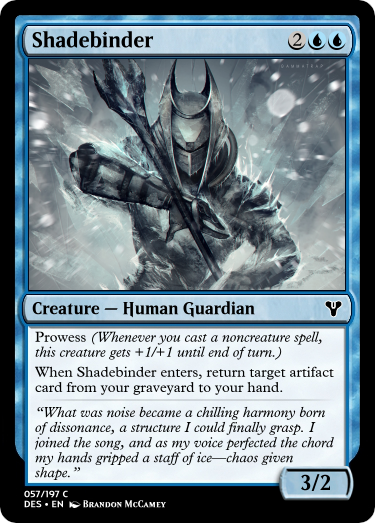 Shadebinder 2
GAMMATRAP
Creature — Human Guardian
Prowess (Whenever you cast a noncreature spell,
this creature gets +1/+1 until end of turn.)
When Shadebinder enters, return target artifact
card from your graveyard to your hand.
“What was noise became a chilling harmony born
of dissonance, a structure I could finally grasp. I
joined the song, and as my voice perfected the chord
my hands gripped a staff of ice—chaos given
shape.”
3/2
057/197 C
DES • EN Brandon McCamey